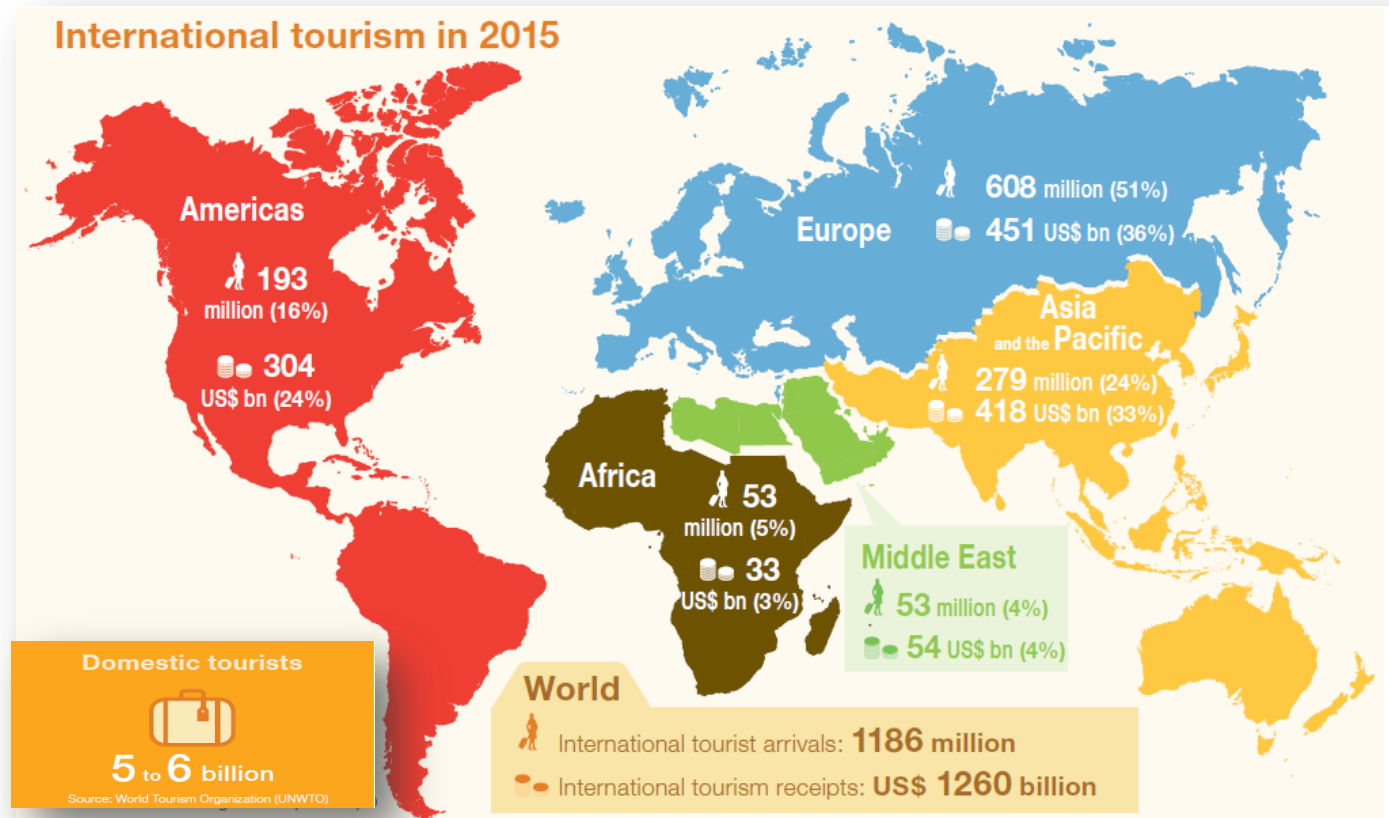 International tourism in 2015
Americas
193
million (16%)
304
US$ bn (24%)
Europe
608 million (51%)
451 US$ bn (36%)
Asia
and the Pacific
279 million (24%)
418 US$ bn (33%)
Africa
53
million (5%)
33
US$ bn (3%)
Middle East
53 million (4%)
54 US$ bn (4%)
World
International tourist arrivals: 1186 million
International tourism receipts: US$ 1260 billion
Domestic tourists
5 to 6 billion
Source: World Tourism Organization (UNWTO)